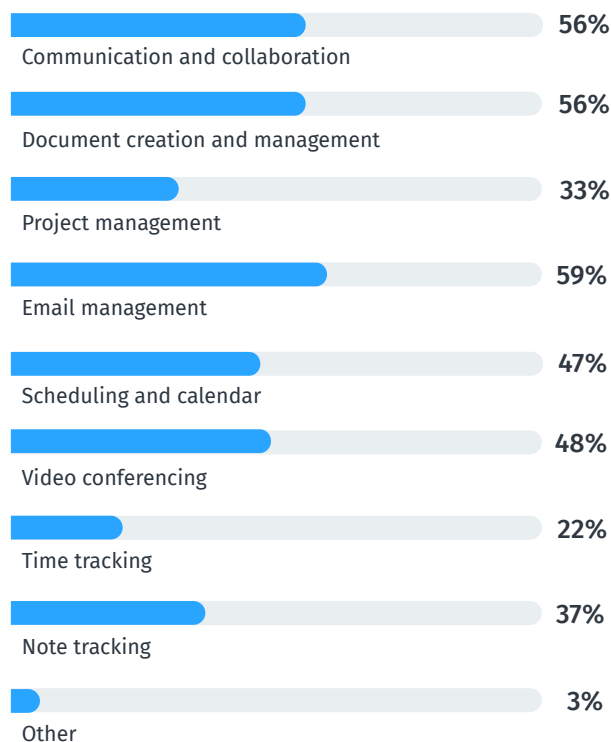 56%
Communication and collaboration
56%
Document creation and management
33%
Project management
59%
Email management
47%
Scheduling and calendar
48%
Video conferencing
22%
Time tracking
37%
Note tracking
3%
Other